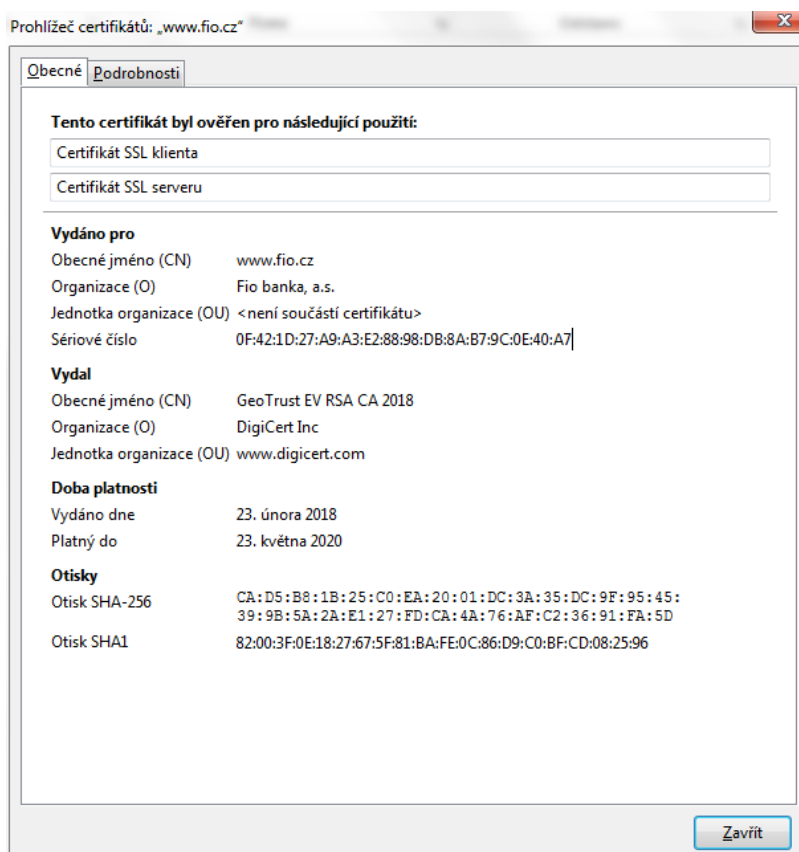 Prohlížeč certifikátů: „www.fio.cz“
Obecné Podrobnosti
Tento certifikát byl ověřen pro následující použití:
Certifikát SSL klienta
Certifikát SSL serveru
Vydáno pro
Obecné jméno (CN) www.fio.cz
Organizace (O) Fio banka, a.s.
Jednotka organizace (OU) <není součástí certifikátu>
Sériové číslo 0F:42:1D:27:A9:A3:E2:88:98:DB:8A:B7:9C:0E:40:A7
Vydal
Obecné jméno (CN) GeoTrust EV RSA CA 2018
Organizace (O) DigiCert Inc
Jednotka organizace (OU) www.digicert.com
Doba platnosti
Vydáno dne 23. února 2018
Platný do 23. května 2020
Otisky
Otisk SHA-256 CA:D5:B8:1B:25:C0:EA:20:01:DC:3A:35:DC:9F:95:45:
39:9B:5A:2A:E1:27:FD:CA:4A:76:AF:C2:36:91:FA:5D
Otisk SHA1 82:00:3F:0E:18:27:67:5F:81:BA:FE:0C:86:D9:C0:BF:CD:08:25:96
Zavřít